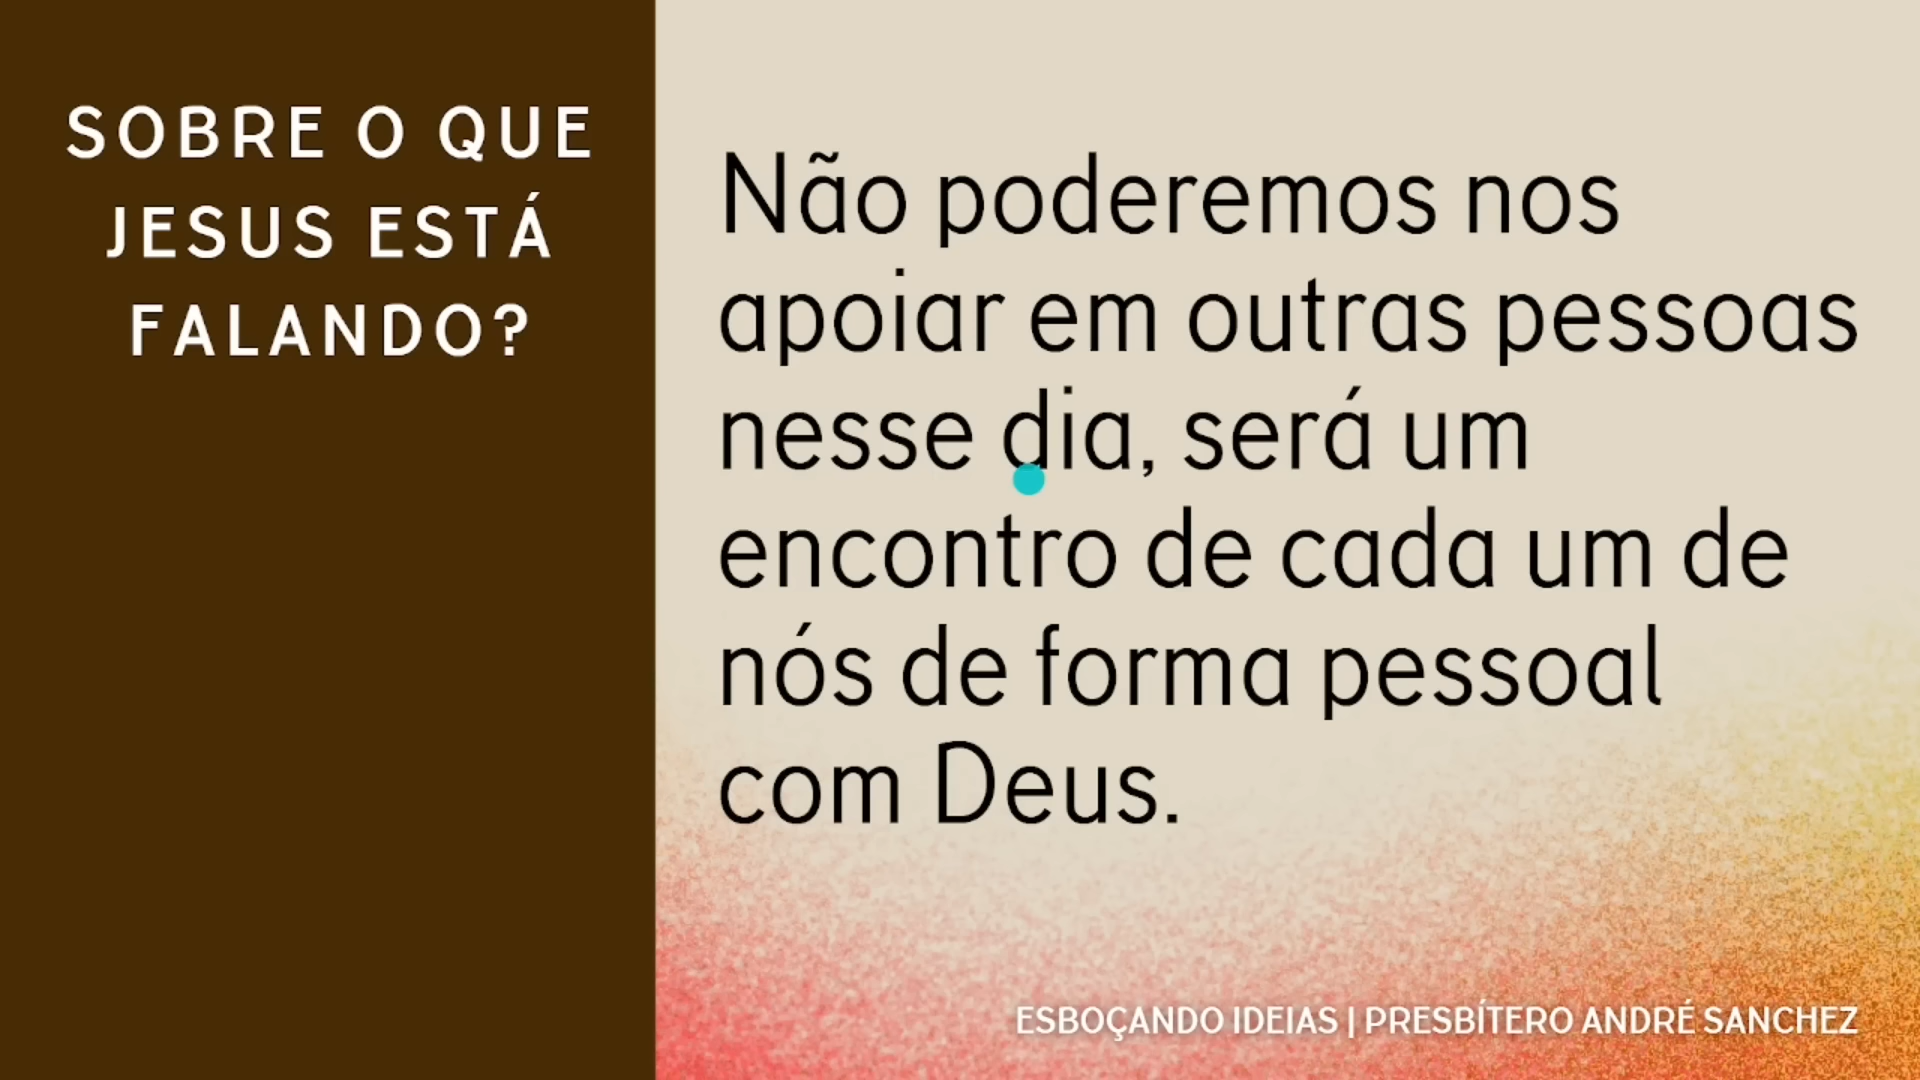 SOBRE O QUE
JESUS ESTÁ
FALANDO?
Não poderemos nos
apoiar em outras pessoas
nesse dia, será um
encontro de cada um de
nós de forma pessoal
com Deus.
ESBOÇANDO IDEIAS | PRESBÍTERO ANDRÉ SANCHEZ